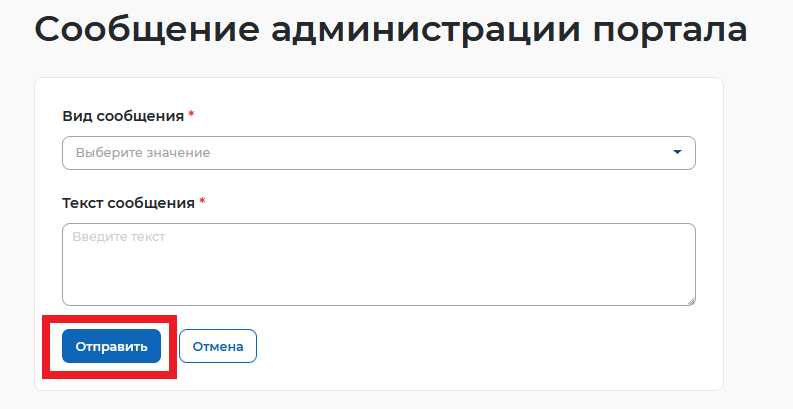 Сообщение администрации портала
Вид сообщения *
Выберите значение
Текст сообщения *
Введите текст
Отправить Отмена